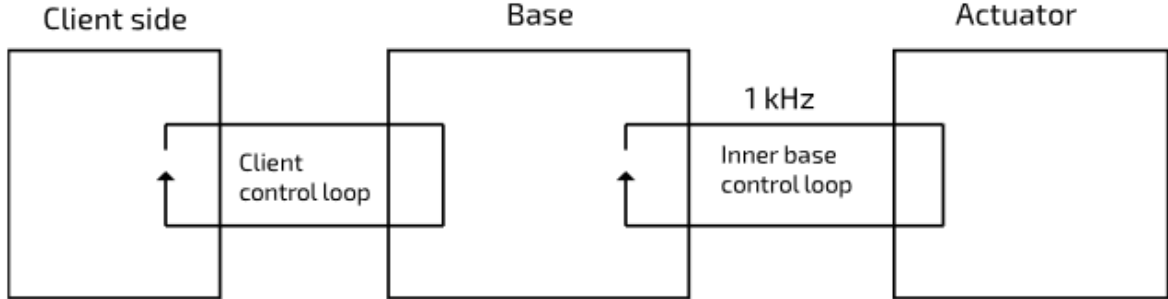 Client side
Base
Actuator
1 kHz
Client
control loop
Inner base
control loop